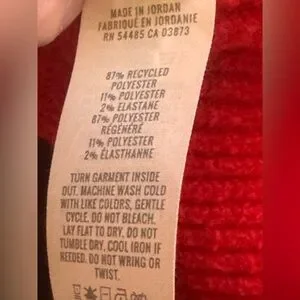 MADE IN JORDAN
FABRIQUÉ EN JORDANIE
RN 54485 CA 03873
87% RECYCLED
POLYESTER
11% POLYESTER
2% ELASTANE
87% POLYESTER
RÉGÉNÉRÉ
11% POLYESTER
2% ÉLASTHANNE
TURN GARMENT INSIDE
OUT. MACHINE WASH COLD
WITH LIKE COLORS, GENTLE
CYCLE. DO NOT BLEACH.
LAY FLAT TO DRY. DO NOT
TUMBLE DRY. COOL IRON IF
NEEDED. DO NOT WRING OR
TWIST.